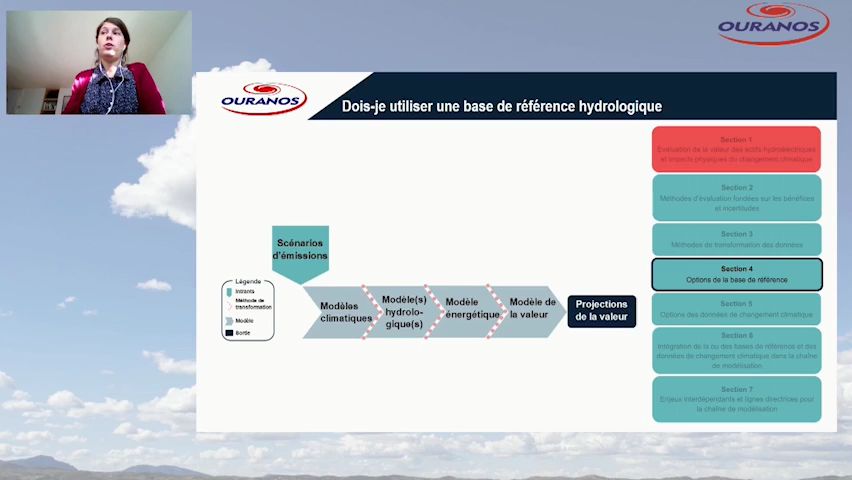 OURANOS
OURANOS
Dois-je utiliser une base de référence hydrologique
Section 1
Évaluation de la valeur des actifs hydroélectriques
et impacts physiques du changement climatique
Section 2
Méthodes d'évaluation fondées sur les bénéfices
et incertitudes
Section 3
Méthodes de transformation des données
Section 4
Options de la base de référence
Section 5
Options des données de changement climatique
Section 6
Intégration de la ou des bases de référence et des
données de changement climatique dans la chaîne
de modélisation
Section 7
Enjeux interdépendants et lignes directrices pour
la chaîne de modélisation
Scénarios
d'émissions
Légende
Intrants
Méthode de
transformation
Modèle
Sortie
Modèles
climatiques
Modèle(s)
hydrolo-
gique(s)
Modèle
énergétique
Modèle de
la valeur
Projections
de la valeur